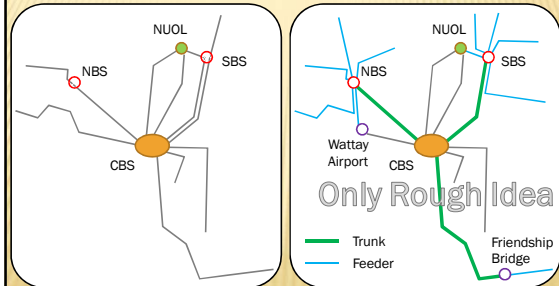 NUOL
SBS
NBS
CBS
NUOL
SBS
NBS
Wattay
Airport
CBS
Only Rough Idea
Trunk
Feeder
Friendship
Bridge